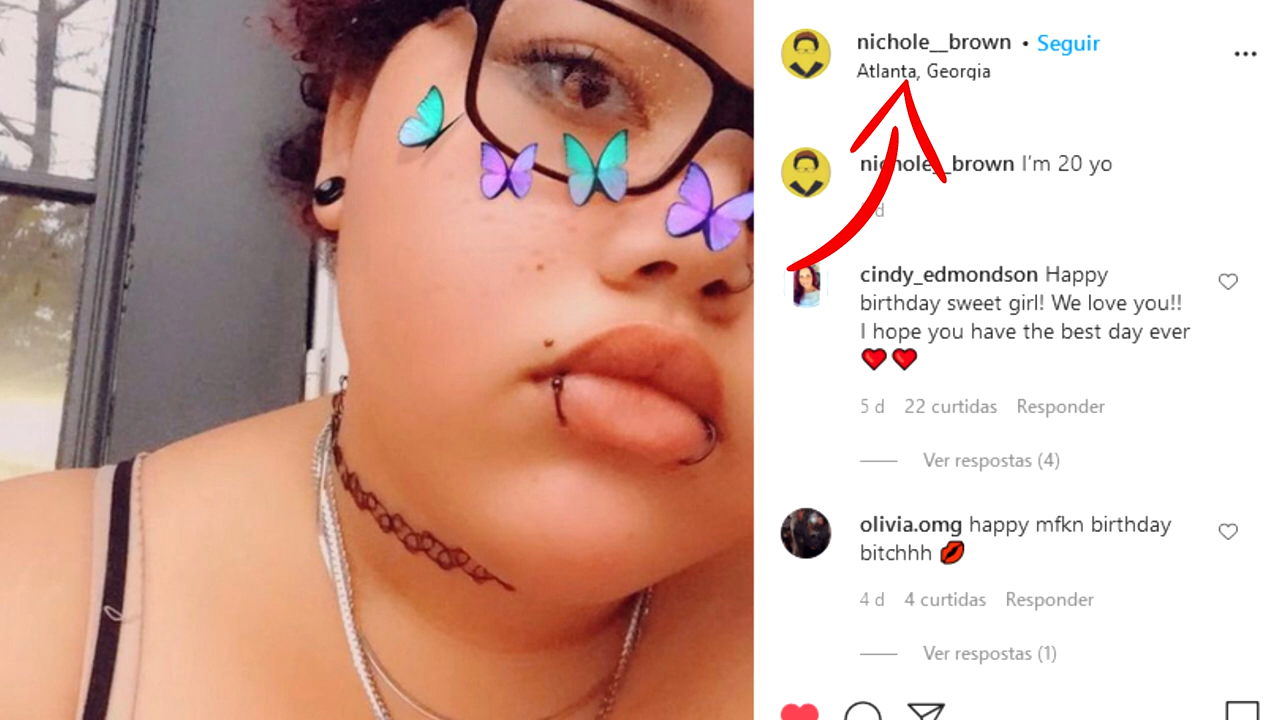 nichole__brown • Seguir
Atlanta, Georgia
nichole__brown I'm 20 yo
d
cindy_edmondson Happy
birthday sweet girl! We love you!!
I hope you have the best day ever
5 d 22 curtidas Responder
Ver respostas (4)
olivia.omg happy mfkn birthday
bitchhh
4 d 4 curtidas Responder
Ver respostas (1)